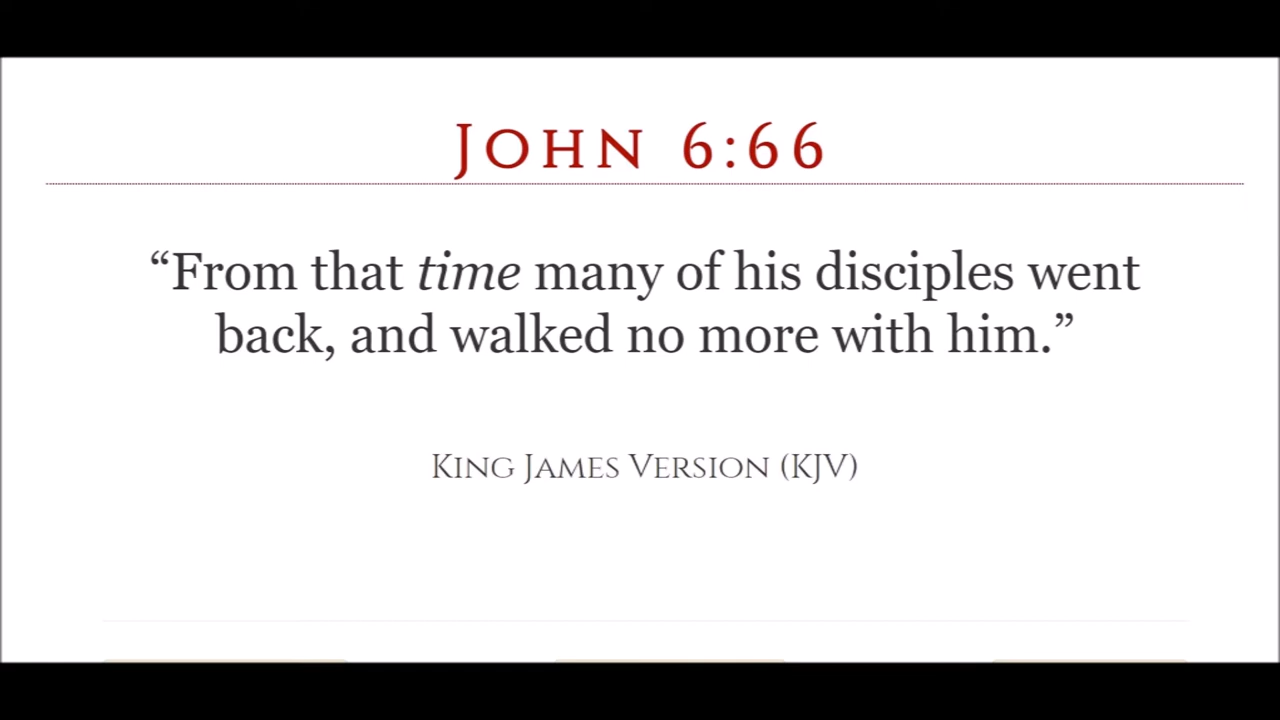 John 6:66
“From that time many of his disciples went
back, and walked no more with him.”
King James Version (KJV)